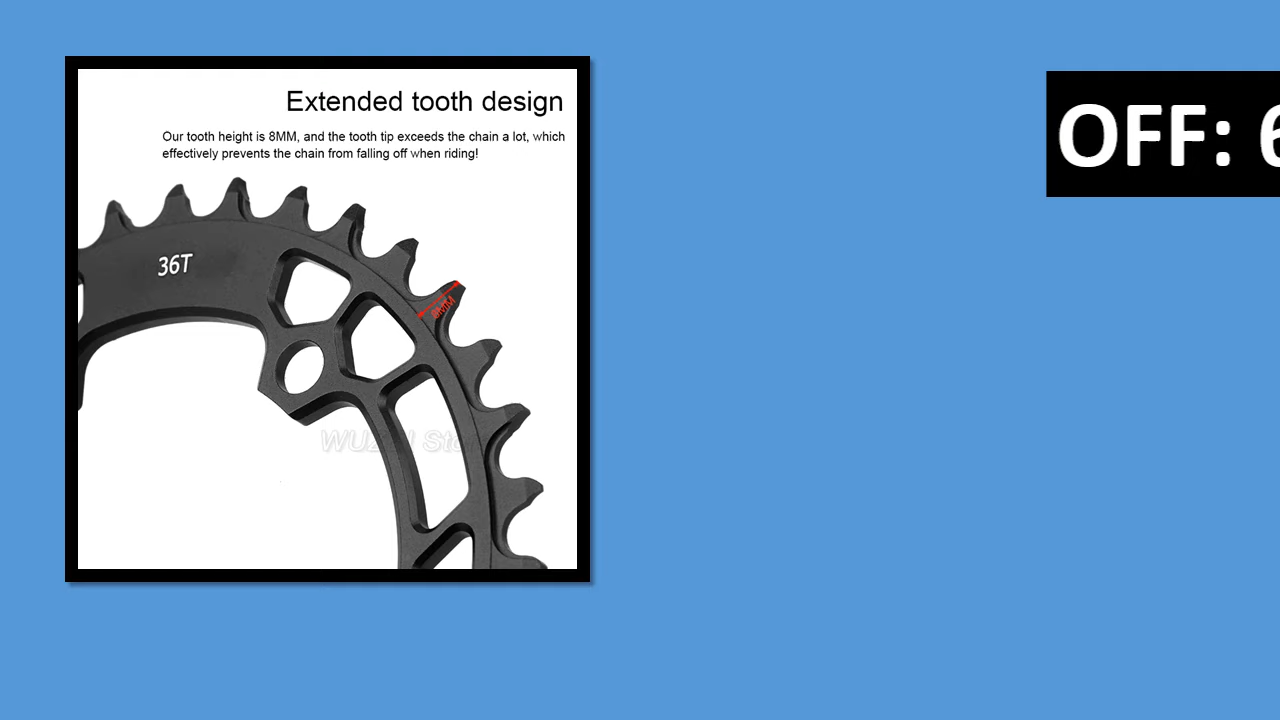 Extended tooth design
Our tooth height is 8MM, and the tooth tip exceeds the chain a lot, which
effectively prevents the chain from falling off when riding!
OFF: 6
36T
8MM